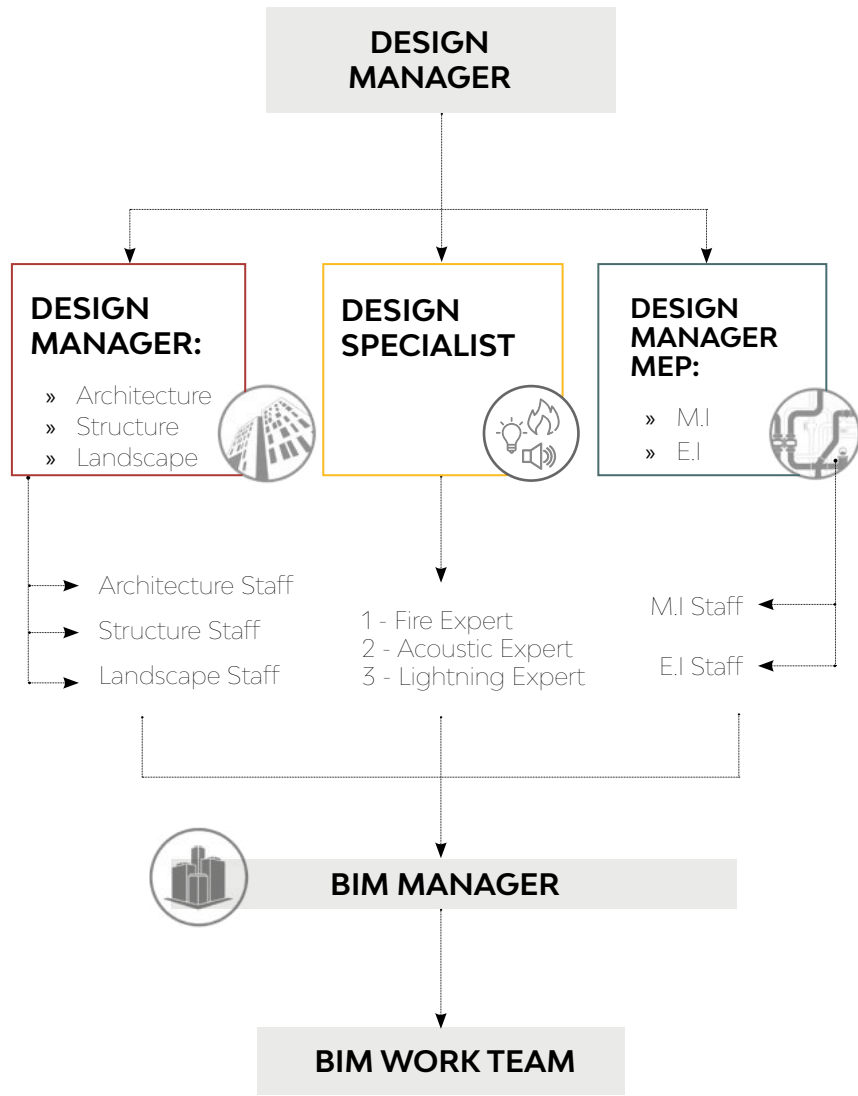 DESIGN
MANAGER
DESIGN
MANAGER:
» Architecture
» Structure
» Landscape
DESIGN
SPECIALIST
DESIGN
MANAGER
MEP:
» M.I
» E.I
Architecture Staff
Structure Staff
Landscape Staff
1 - Fire Expert
2 - Acoustic Expert
3 - Lightning Expert
M.I Staff
E.I Staff
BIM MANAGER
BIM WORK TEAM